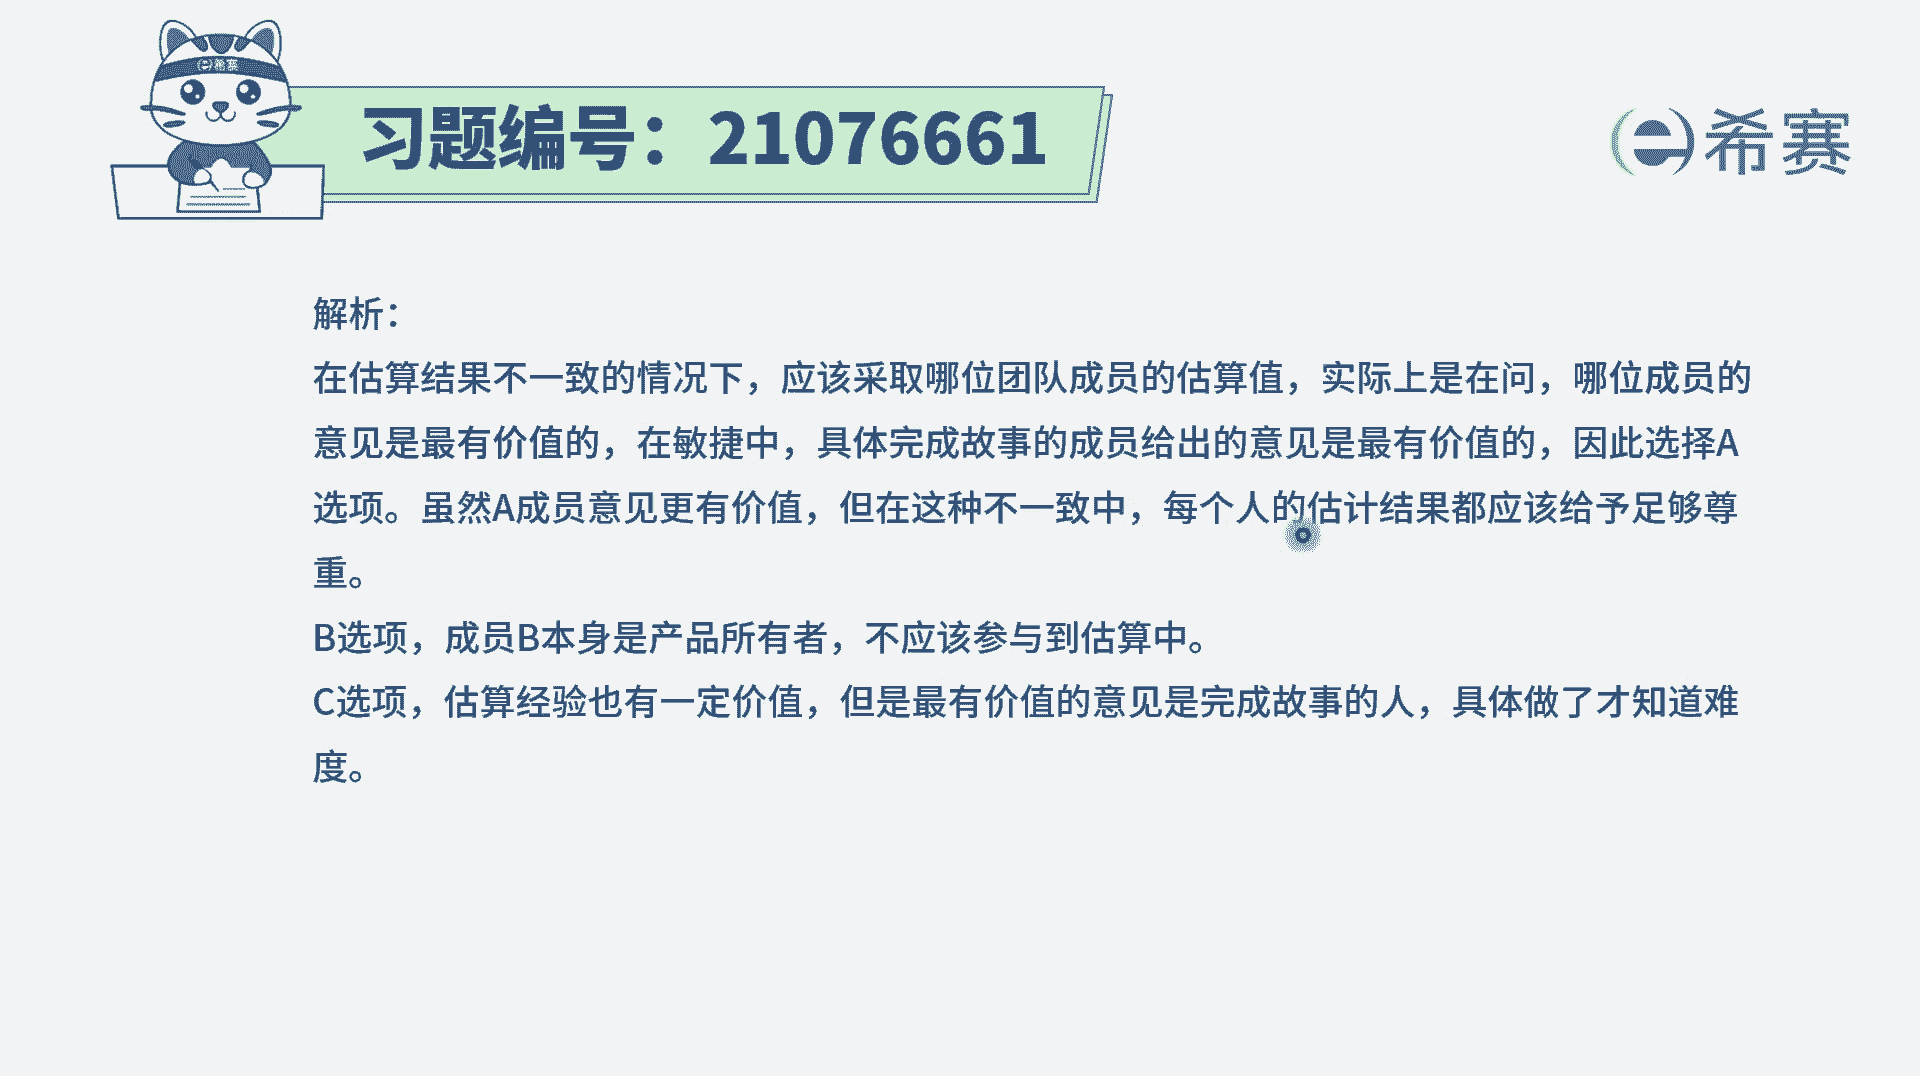 希赛
习题编号：21076661
希赛
解析：
在估算结果不一致的情况下，应该采取哪位团队成员的估算值，实际上是在问，哪位成员的
意见是最有价值的，在敏捷中，具体完成故事的成员给出的意见是最有价值的，因此选择A
选项。虽然A成员意见更有价值，但在这种不一致中，每个人的估计结果都应该给予足够尊
重。
B选项，成员B本身是产品所有者，不应该参与到估算中。
C选项，估算经验也有一定价值，但是最有价值的意见是完成故事的人，具体做了才知道难
度。